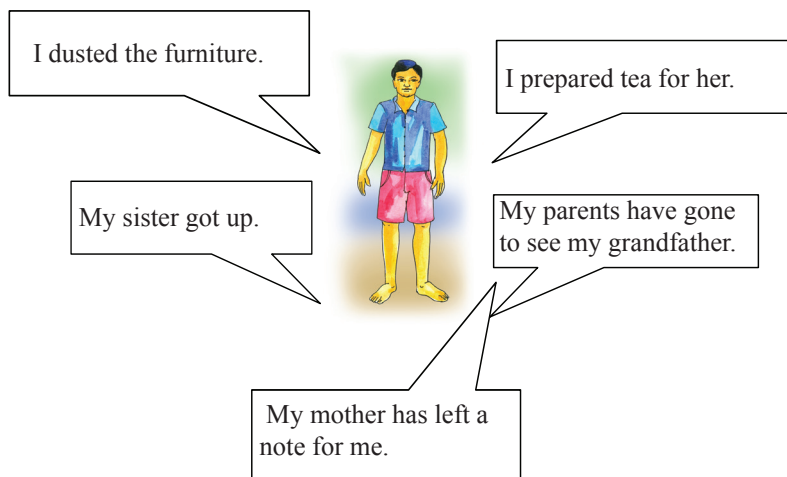 I dusted the furniture.
I prepared tea for her.
My sister got up.
My parents have gone
to see my grandfather.
My mother has left a
note for me.